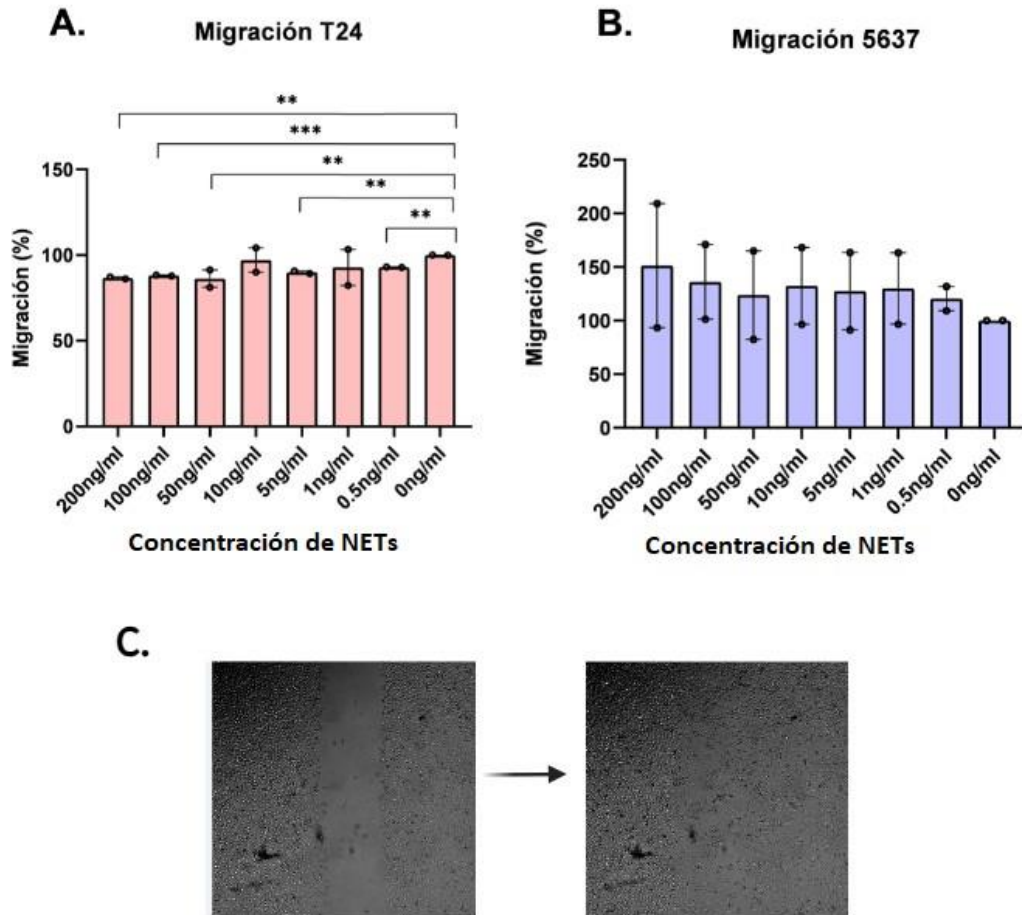 A.
Migración T24
**
***
**
**
**
Migración (%)
150
100
50
0
200ng/ml
100ng/ml
50ng/ml
10ng/ml
5ng/ml
1ng/ml
0.5ng/ml
0ng/ml
Concentración de NETs
B.
Migración 5637
Migración (%)
250
200
150
100
50
0
200ng/ml
100ng/ml
50ng/ml
10ng/ml
5ng/ml
1ng/ml
0.5ng/ml
0ng/ml
Concentración de NETs
C.